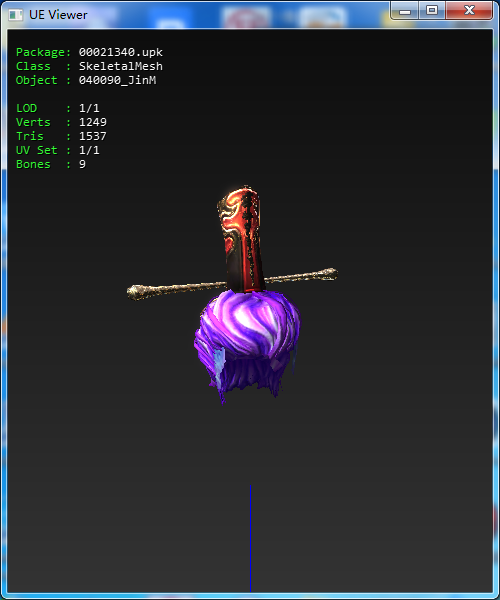 UE Viewer
Package: 00021340.upk
Class  : SkeletalMesh
Object : 040090_JinM
LOD    : 1/1
Verts  : 1249
Tris   : 1537
UV Set : 1/1
Bones  : 9